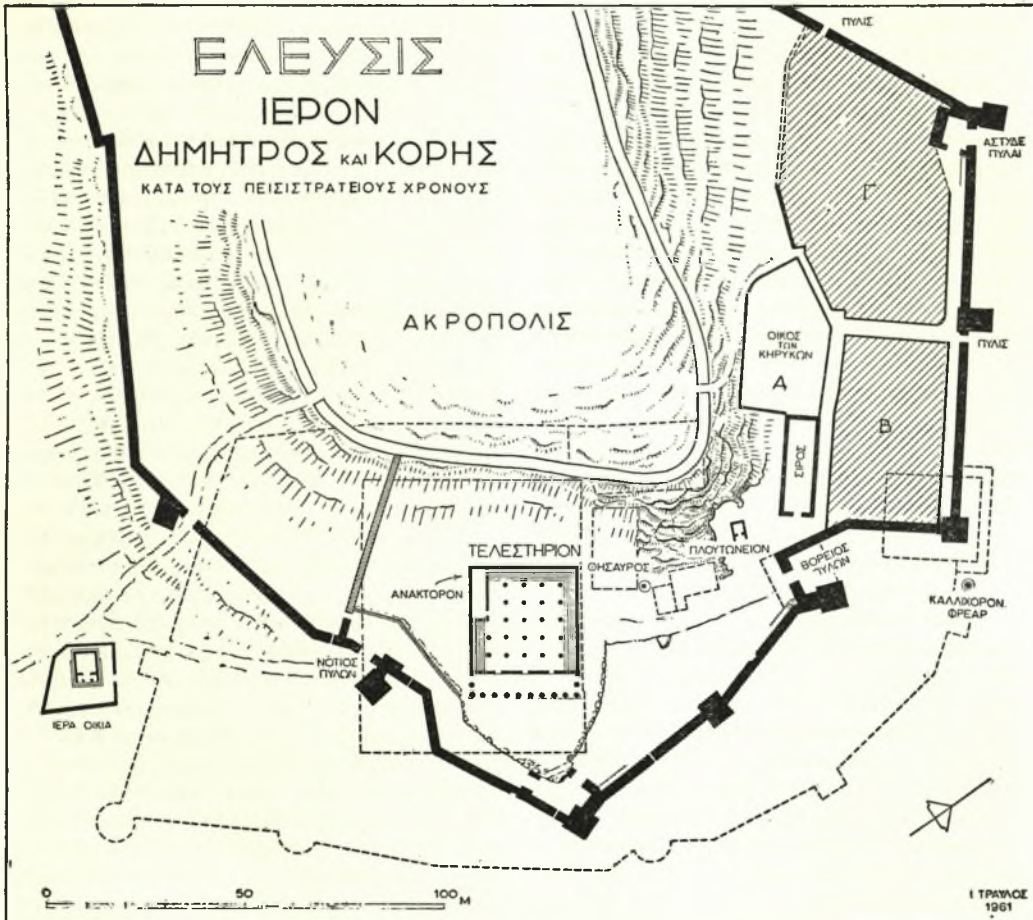 ΕΛΕΥΣΙΣ
ΙΕΡΟΝ
ΔΗΜΗΤΡΟΣ ΚΑΙ ΚΟΡΗΣ
ΚΑΤΑ ΤΟΥΣ ΠΕΙΣΙΣΤΡΑΤΕΙΟΥΣ ΧΡΟΝΟΥΣ
ΠΥΛΙΣ
ΑΣΤΥΔΕ
ΠΥΛΑΙ
Γ
ΑΚΡΟΠΟΛΙΣ
ΟΙΚΟΣ
ΤΩΝ
ΚΗΡΥΚΩΝ
Δ
ΠΥΛΙΣ
Β
ΣΙΡΟΣ
ΤΕΛΕΣΤΗΡΙΟΝ
ΑΝΑΚΤΟΡΟΝ
ΘΗΣΑΥΡΟΣ
ΠΛΟΥΤΩΝΕΙΟΝ
ΒΟΡΕΙΟΣ
ΠΥΛΩΝ
ΚΑΛΛΙΧΟΡΟΝ
ΦΡΕΑΡ
ΝΟΤΙΟΣ
ΠΥΛΩΝ
ΙΕΡΑ ΟΙΚΙΑ
0 50 100 Μ
Ι ΤΡΑΥΛΟΣ
1961